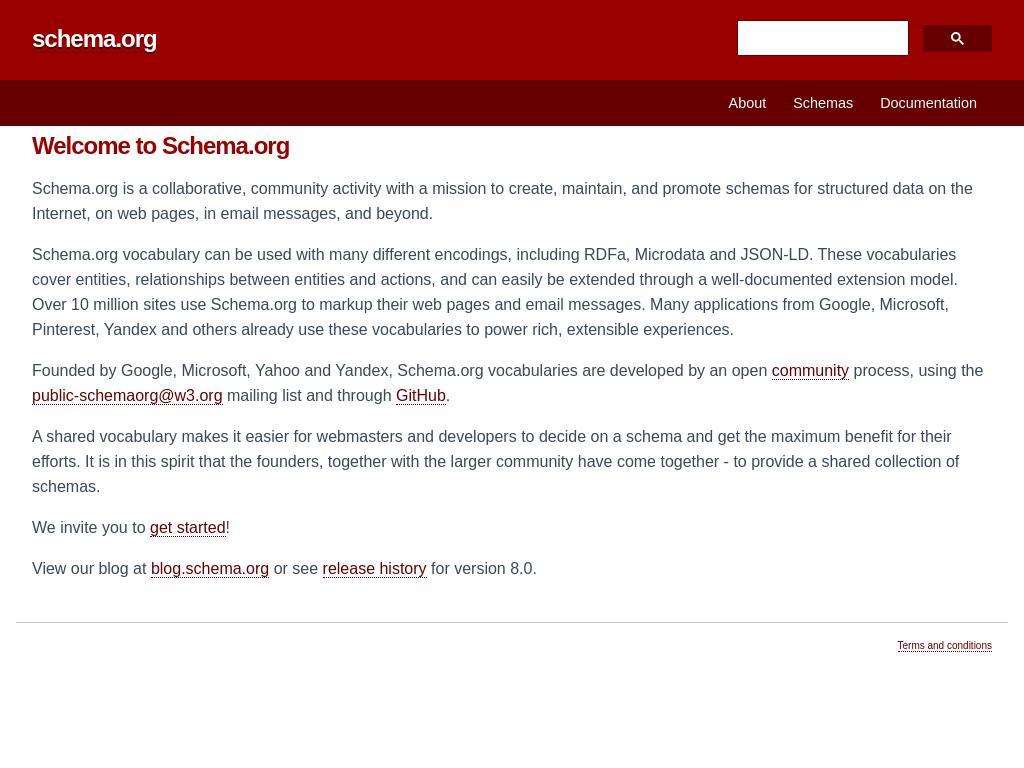 schema.org
About Schemas Documentation
Welcome to Schema.org
Schema.org is a collaborative, community activity with a mission to create, maintain, and promote schemas for structured data on the
Internet, on web pages, in email messages, and beyond.
Schema.org vocabulary can be used with many different encodings, including RDFa, Microdata and JSON-LD. These vocabularies
cover entities, relationships between entities and actions, and can easily be extended through a well-documented extension model.
Over 10 million sites use Schema.org to markup their web pages and email messages. Many applications from Google, Microsoft,
Pinterest, Yandex and others already use these vocabularies to power rich, extensible experiences.
Founded by Google, Microsoft, Yahoo and Yandex, Schema.org vocabularies are developed by an open community process, using the
public-schemaorg@w3.org mailing list and through GitHub.
A shared vocabulary makes it easier for webmasters and developers to decide on a schema and get the maximum benefit for their
efforts. It is in this spirit that the founders, together with the larger community have come together - to provide a shared collection of
schemas.
We invite you to get started!
View our blog at blog.schema.org or see release history for version 8.0.
Terms and conditions